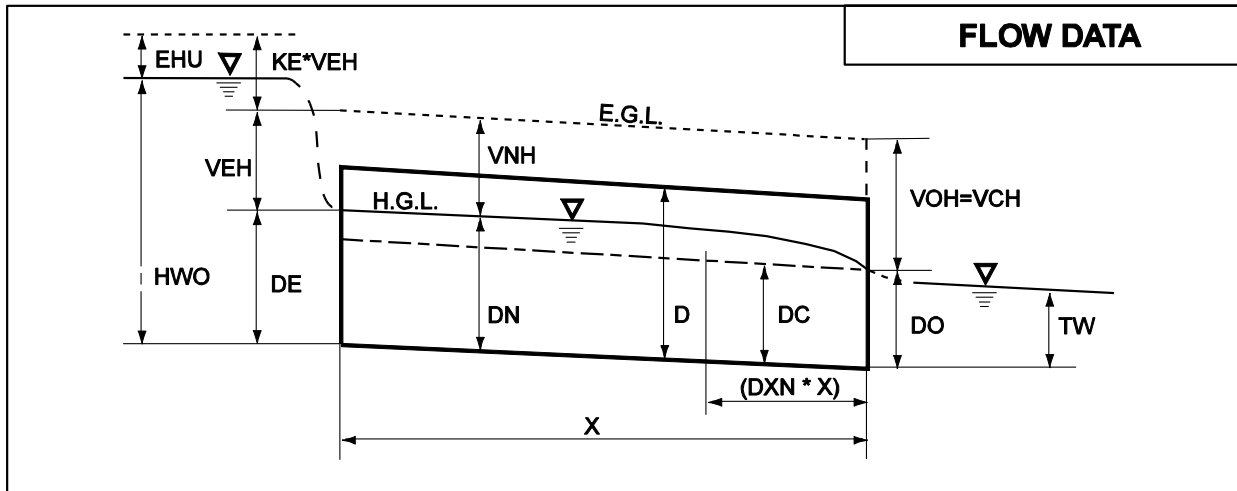 FLOW DATA
EHU
KE*VEH
E.G.L.
VNH
VEH
VOH=VCH
H.G.L.
HWO
DE
DN
D
DC
DO
TW
(DXN * X)
X